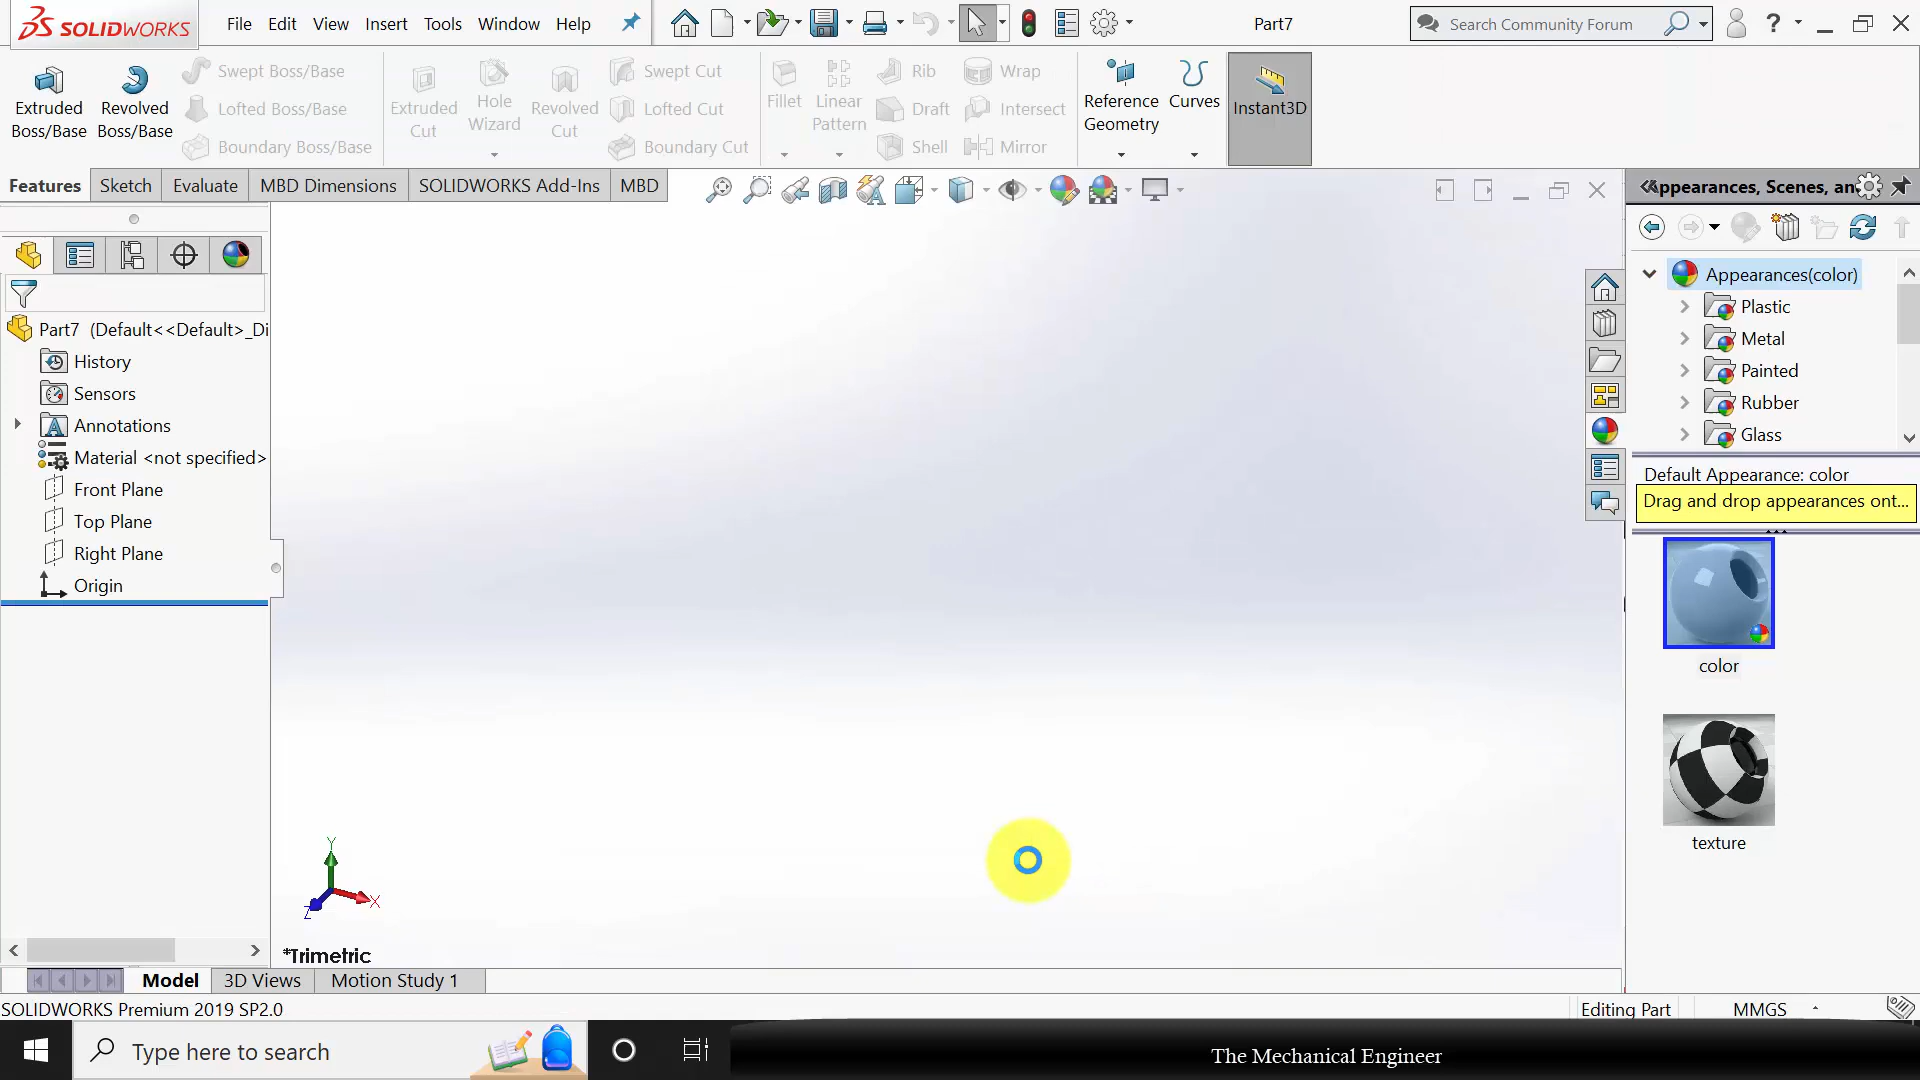 SOLIDWORKS File Edit View Insert Tools Window Help Part7 Search Community Forum ?
Extruded Boss/Base
Revolved Boss/Base
Swept Boss/Base
Lofted Boss/Base
Boundary Boss/Base
Extruded Cut
Hole Wizard
Revolved Cut
Swept Cut
Lofted Cut
Boundary Cut
Fillet
Linear Pattern
Rib
Draft
Shell
Wrap
Intersect
Mirror
Reference Geometry
Curves
Instant3D
Features Sketch Evaluate MBD Dimensions SOLIDWORKS Add-Ins MBD
Part7 (Default<<Default>_Di
History
Sensors
Annotations
Material <not specified>
Front Plane
Top Plane
Right Plane
Origin
Y
X
Z
*Trimetric
Model 3D Views Motion Study 1
SOLIDWORKS Premium 2019 SP2.0
Editing Part MMGS
Appearances, Scenes, an
Appearances(color)
Plastic
Metal
Painted
Rubber
Glass
Default Appearance: color
Drag and drop appearances ont...
color
texture
Type here to search
The Mechanical Engineer